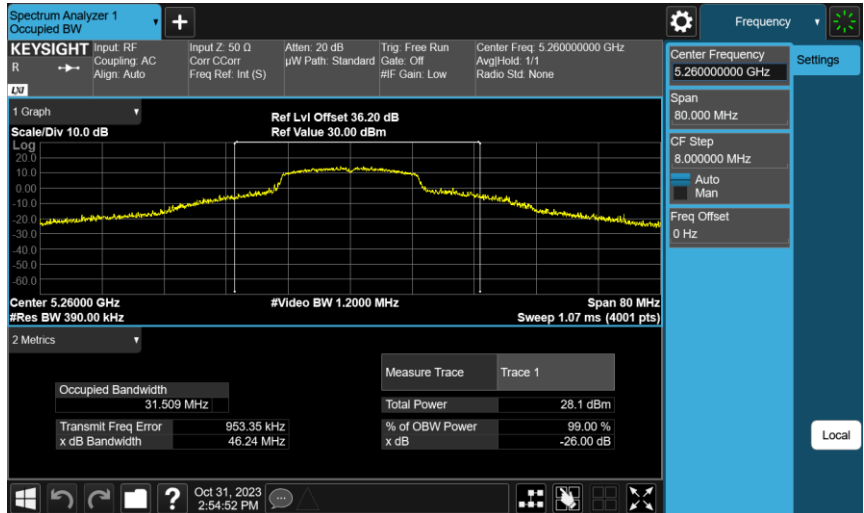 Spectrum Analyzer 1
Occupied BW
Frequency
KEYSIGHT
R
LXI
Input: RF
Coupling: AC
Align: Auto
Input Z: 50 Ω
Corr CCorr
Freq Ref: Int (S)
Atten: 20 dB
µW Path: Standard
Trig: Free Run
Gate: Off
#IF Gain: Low
Center Freq: 5.260000000 GHz
Avg|Hold: 1/1
Radio Std: None
Center Frequency
5.260000000 GHz
Settings
Span
80.000 MHz
CF Step
8.000000 MHz
Auto
Man
Freq Offset
0 Hz
Local
1 Graph
Scale/Div 10.0 dB
Ref Lvl Offset 36.20 dB
Ref Value 30.00 dBm
Log
20.0
10.0
0.00
-10.0
-20.0
-30.0
-40.0
-50.0
-60.0
Center 5.26000 GHz
#Video BW 1.2000 MHz
Span 80 MHz
#Res BW 390.00 kHz
Sweep 1.07 ms (4001 pts)
2 Metrics
Measure Trace Trace 1
Occupied Bandwidth
31.509 MHz
Total Power 28.1 dBm
Transmit Freq Error 953.35 kHz
% of OBW Power 99.00 %
x dB Bandwidth 46.24 MHz
x dB -26.00 dB
?
Oct 31, 2023
2:54:52 PM